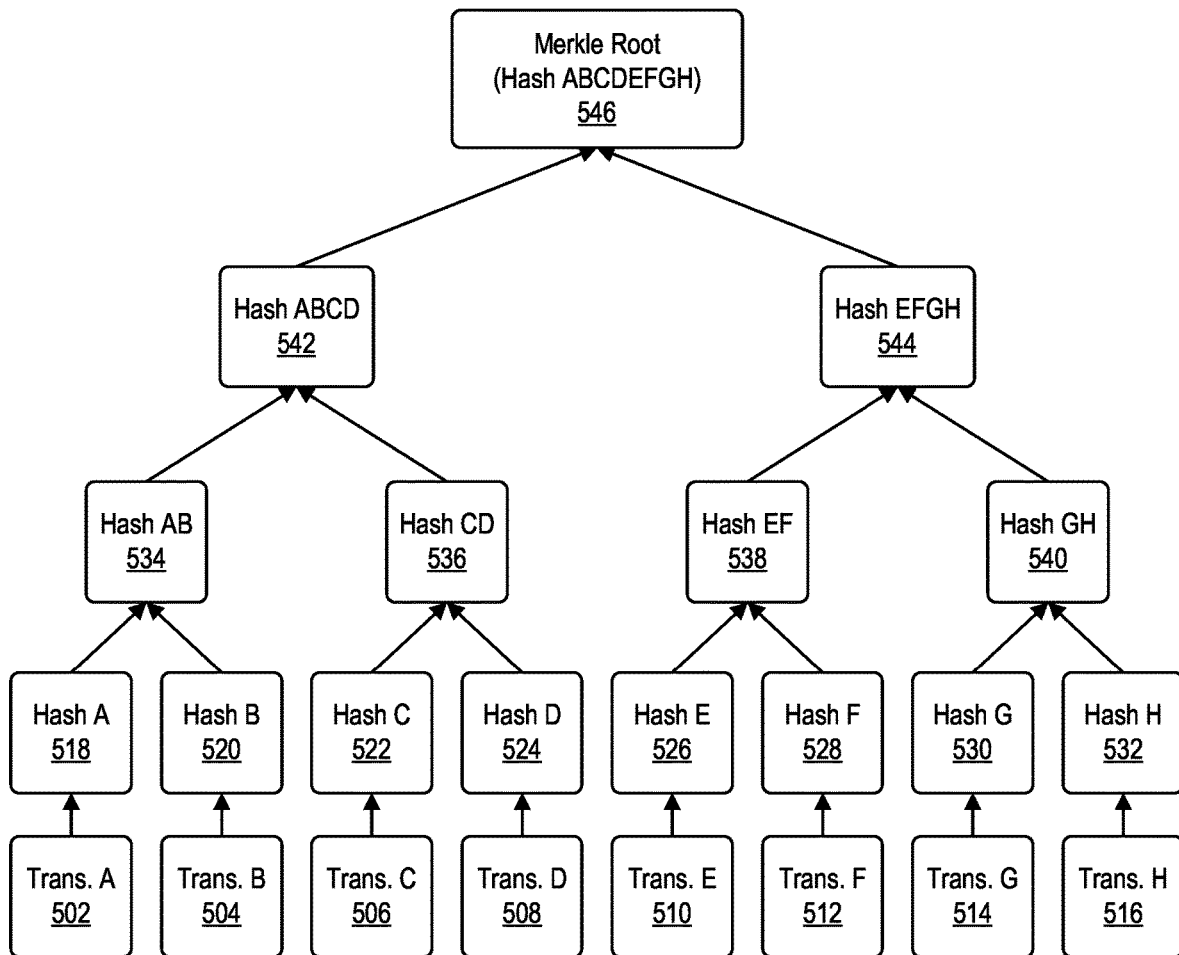 Merkle Root
(Hash ABCDEFGH)
546
Hash ABCD
542
Hash EFGH
544
Hash AB
534
Hash CD
536
Hash EF
538
Hash GH
540
Hash A
518
Hash B
520
Hash C
522
Hash D
524
Hash E
526
Hash F
528
Hash G
530
Hash H
532
Trans. A
502
Trans. B
504
Trans. C
506
Trans. D
508
Trans. E
510
Trans. F
512
Trans. G
514
Trans. H
516